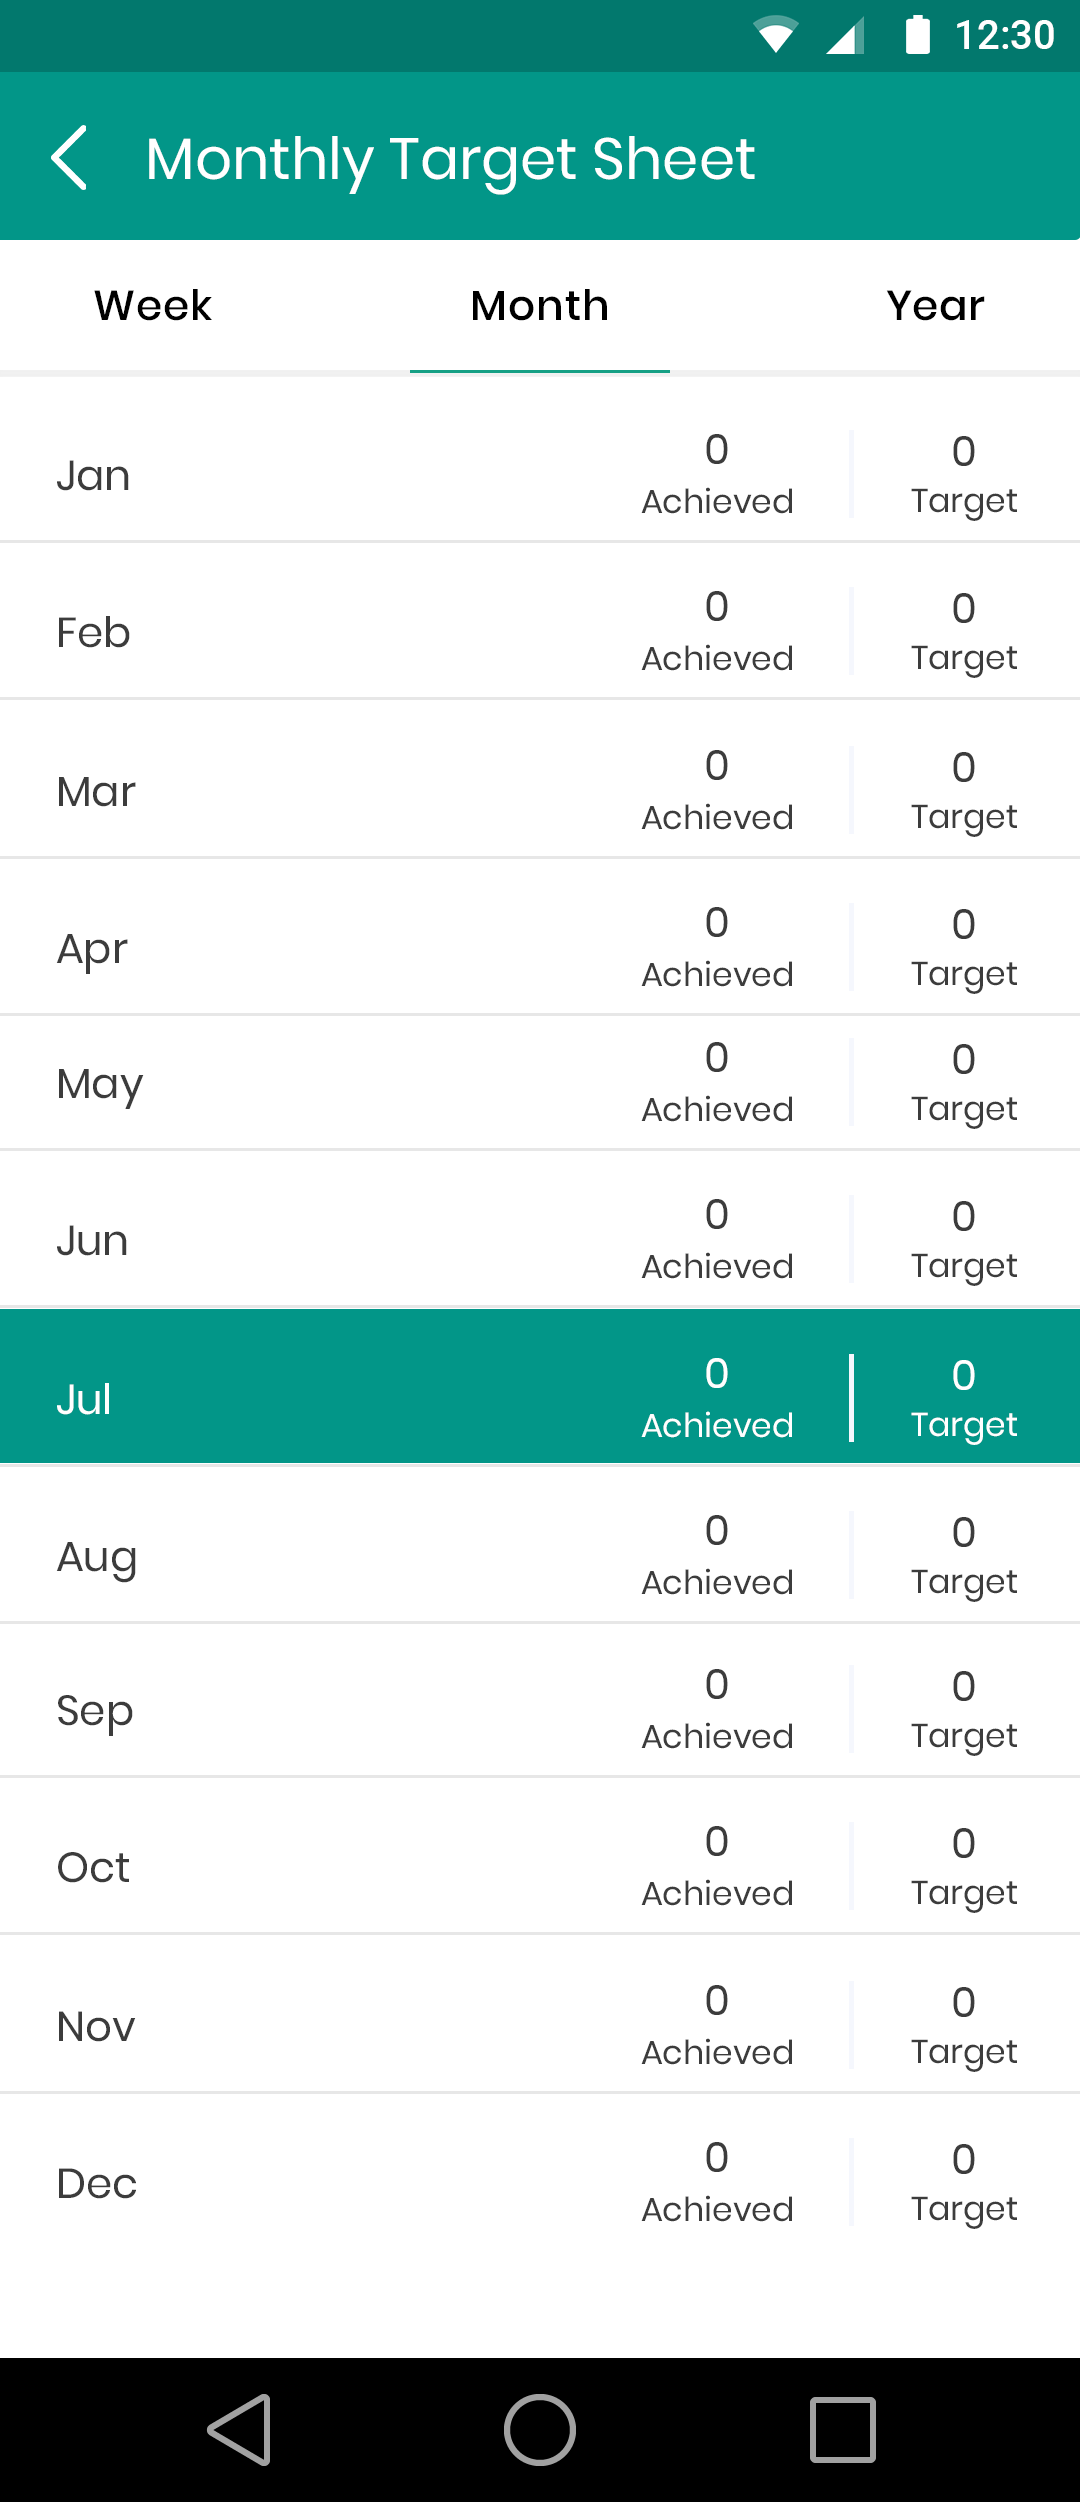 12:30
Monthly Target Sheet
Week Month Year
0 0
Jan
Achieved Target
0 0
Feb
Achieved Target
0 0
Mar
Achieved Target
0 0
Apr
Achieved Target
0 0
May
Achieved Target
0 0
Jun
Achieved Target
0 0
Jul
Achieved Target
0 0
Aug
Achieved Target
0 0
Sep
Achieved Target
0 0
Oct
Achieved Target
0 0
Nov
Achieved Target
0 0
Dec
Achieved Target